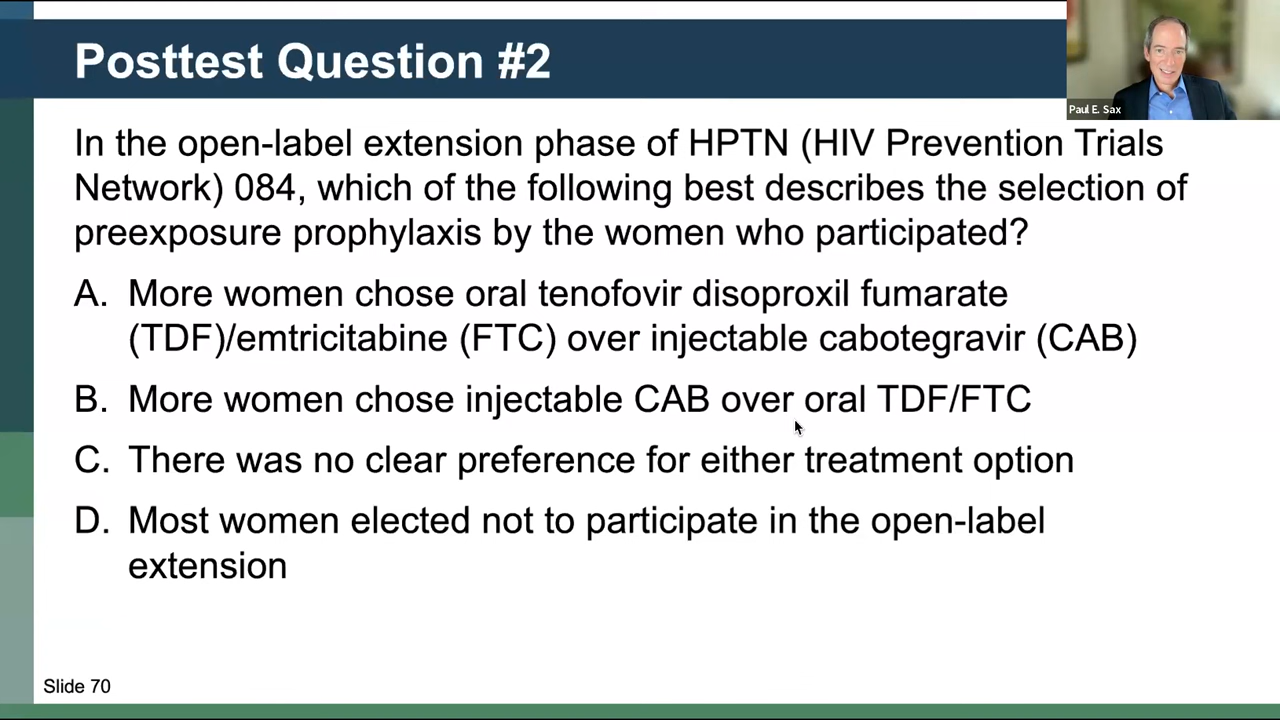 Posttest Question #2
Paul E. Sax
In the open-label extension phase of HPTN (HIV Prevention Trials
Network) 084, which of the following best describes the selection of
preexposure prophylaxis by the women who participated?
A. More women chose oral tenofovir disoproxil fumarate
(TDF)/emtricitabine (FTC) over injectable cabotegravir (CAB)
B. More women chose injectable CAB over oral TDF/FTC
C. There was no clear preference for either treatment option
D. Most women elected not to participate in the open-label
extension
Slide 70